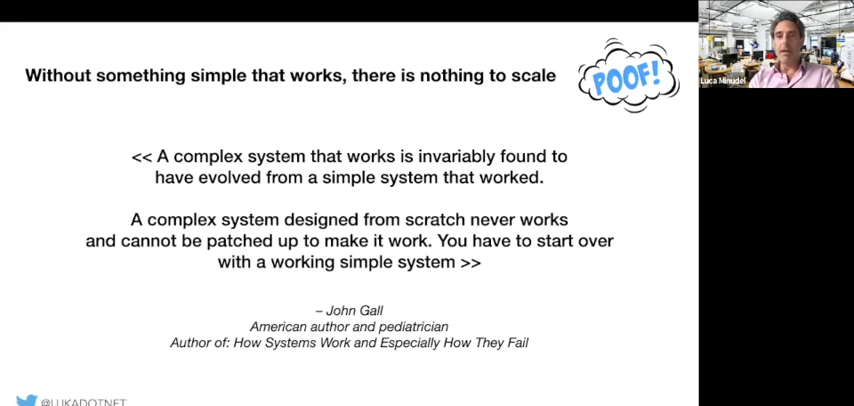 Without something simple that works, there is nothing to scale
POOF!
Luca Minudel
<< A complex system that works is invariably found to
have evolved from a simple system that worked.
A complex system designed from scratch never works
and cannot be patched up to make it work. You have to start over
with a working simple system >>
– John Gall
American author and pediatrician
Author of: How Systems Work and Especially How They Fail
@LUKADOTNET